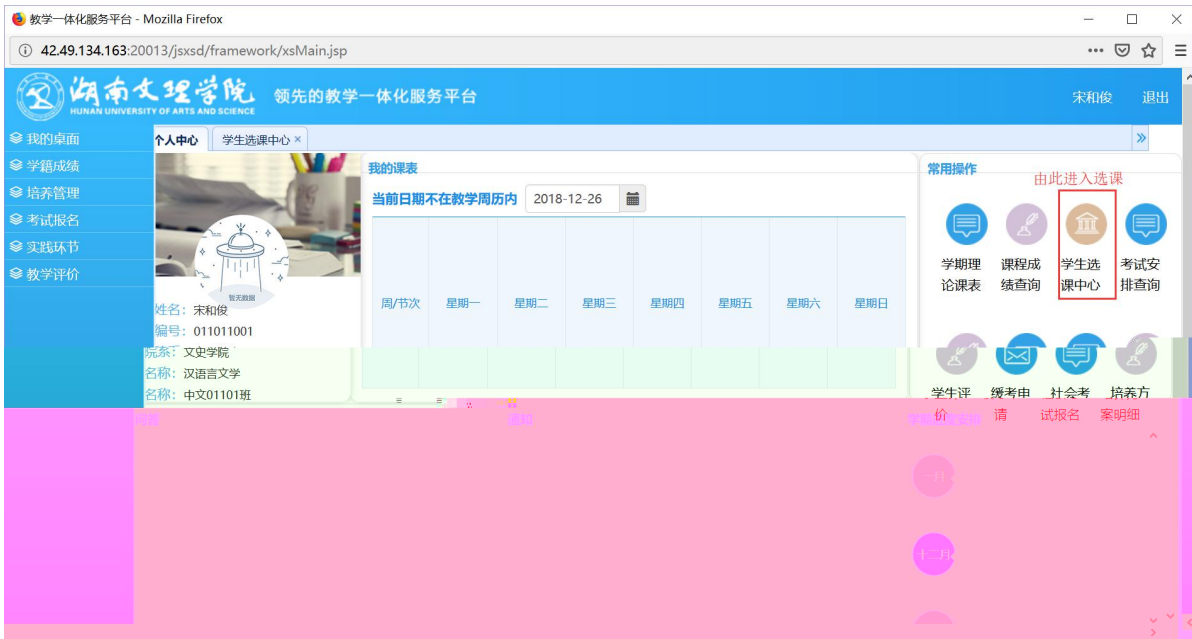 教学一体化服务平台 - Mozilla Firefox
42.49.134.163:20013/jsxsd/framework/xsMain.jsp
湖南文理学院
HUNAN UNIVERSITY OF ARTS AND SCIENCE
领先的教学一体化服务平台
宋和俊 退出
我的桌面
学籍成绩
培养管理
考试报名
实践环节
教学评价
个人中心 学生选课中心 ×
暂无数据
姓名：宋和俊
编号：011011001
院系：文史学院
名称：汉语言文学
名称：中文01101班
我的课表
当前日期不在教学周历内 2018-12-26
周/节次 星期一 星期二 星期三 星期四 星期五 星期六 星期日
常用操作
由此进入选课
学期理论课表
课程成绩查询
学生选课中心
考试安排查询
学生评价
缓考申请
社会考试报名
培养方案明细
通知
一月
十二月